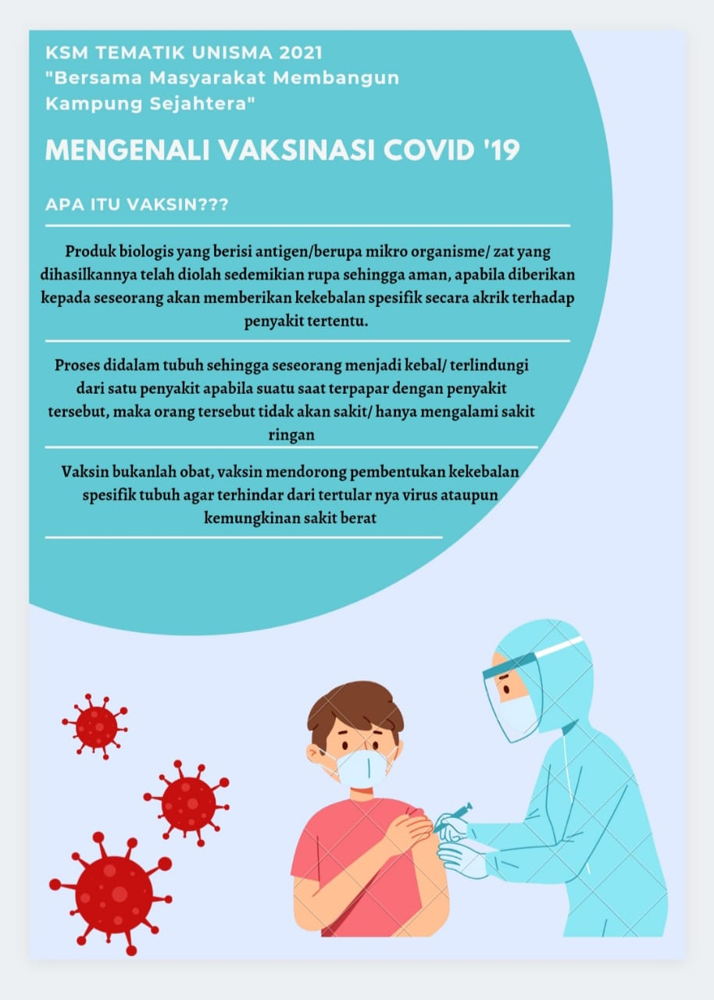 KSM TEMATIK UNISMA 2021
"Bersama Masyarakat Membangun
Kampung Sejahtera"
MENGENALI VAKSINASI COVID '19
APA ITU VAKSIN???
Produk biologis yang berisi antigen/berupa mikro organisme/ zat yang
dihasilkannya telah diolah sedemikian rupa sehingga aman, apabila diberikan
kepada seseorang akan memberikan kekebalan spesifik secara akrik terhadap
penyakit tertentu.
Proses didalam tubuh sehingga seseorang menjadi kebal/ terlindungi
dari satu penyakit apabila suatu saat terpapar dengan penyakit
tersebut, maka orang tersebut tidak akan sakit/ hanya mengalami sakit
ringan
Vaksin bukanlah obat, vaksin mendorong pembentukan kekebalan
spesifik tubuh agar terhindar dari tertular nya virus ataupun
kemungkinan sakit berat